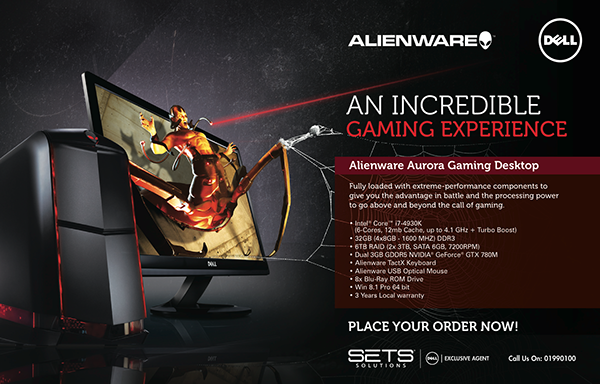 ALIENWARE
DELL
AN INCREDIBLE
GAMING EXPERIENCE
Alienware Aurora Gaming Desktop
Fully loaded with extreme-performance components to
give you the advantage in battle and the processing power
to go above and beyond the call of gaming.
• Intel® Core™ i7-4930K
(6-Cores, 12mb Cache, up to 4.1 GHz + Turbo Boost)
• 32GB (4x8GB - 1600 MHZ) DDR3
• 6TB RAID (2x 3TB, SATA 6GB, 7200RPM)
• Dual 3GB GDDR5 NVIDIA® GeForce® GTX 780M
• Alienware TactX Keyboard
• Alienware USB Optical Mouse
• 8x Blu-Ray ROM Drive
• Win 8.1 Pro 64 bit
• 3 Years Local warranty
DELL
PLACE YOUR ORDER NOW!
SETS
SOLUTIONS
DELL EXCLUSIVE AGENT
Call Us On: 01990100